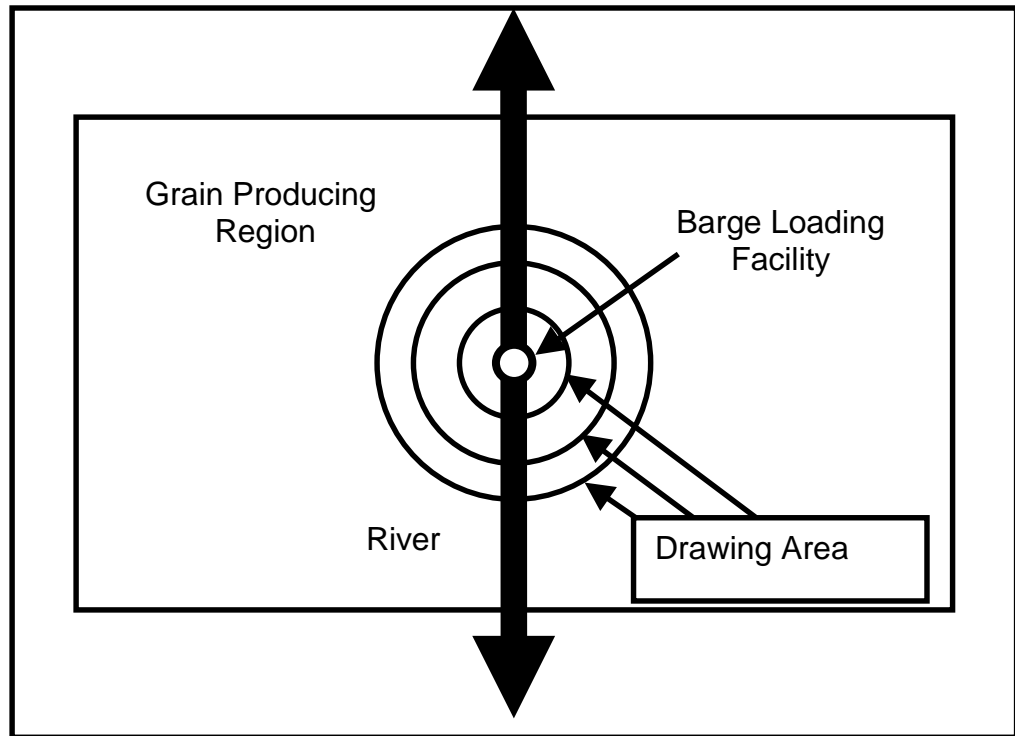 Grain Producing
Region
Barge Loading
Facility
River
Drawing Area